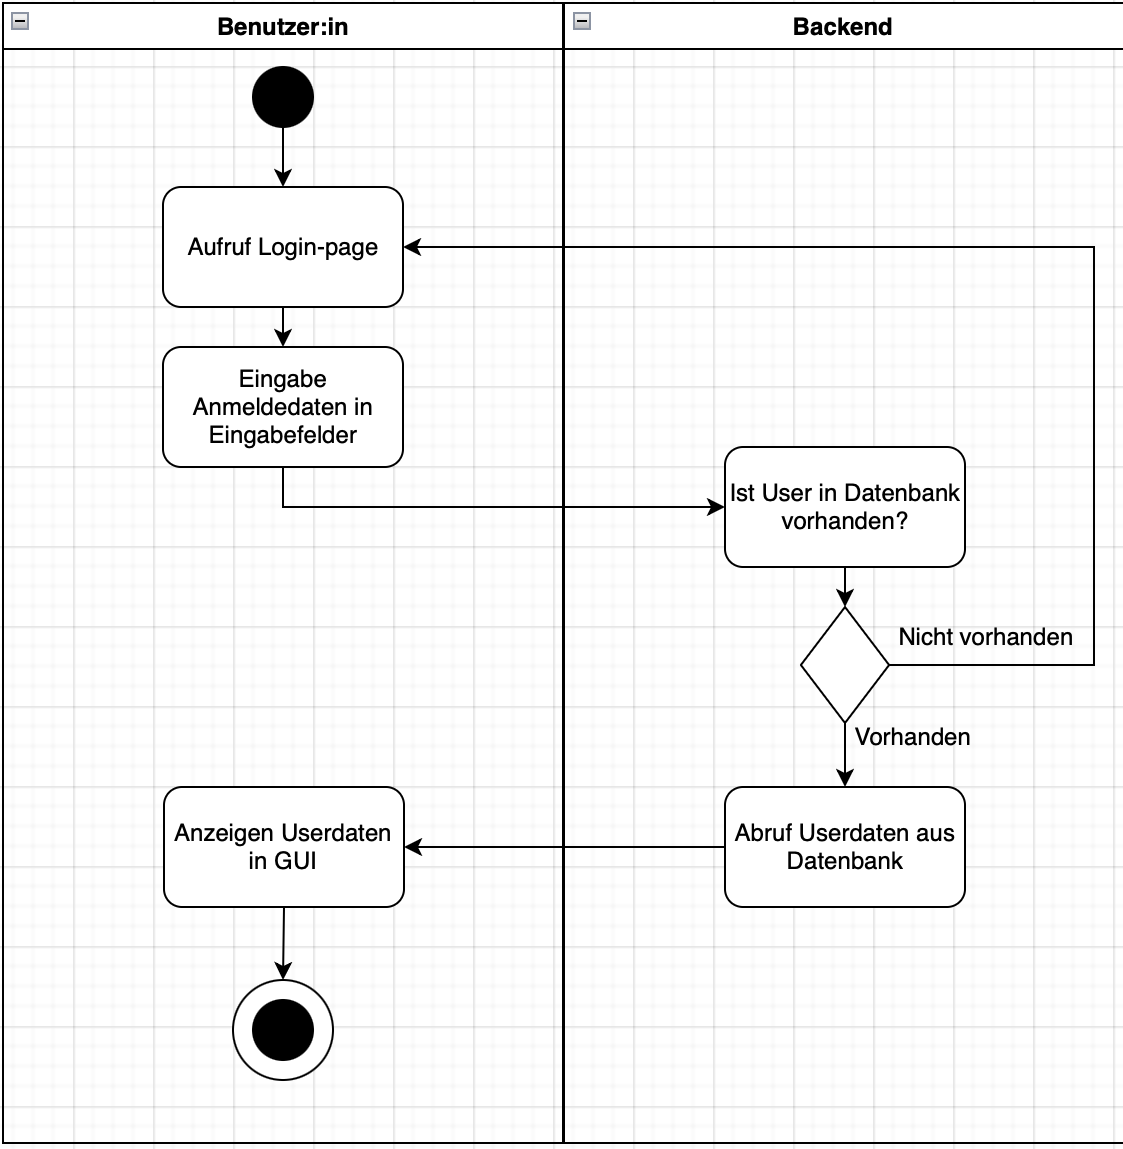 Benutzer:in
Backend
Aufruf Login-page
Eingabe
Anmeldedaten in
Eingabefelder
Ist User in Datenbank
vorhanden?
Nicht vorhanden
Vorhanden
Anzeigen Userdaten
in GUI
Abruf Userdaten aus
Datenbank